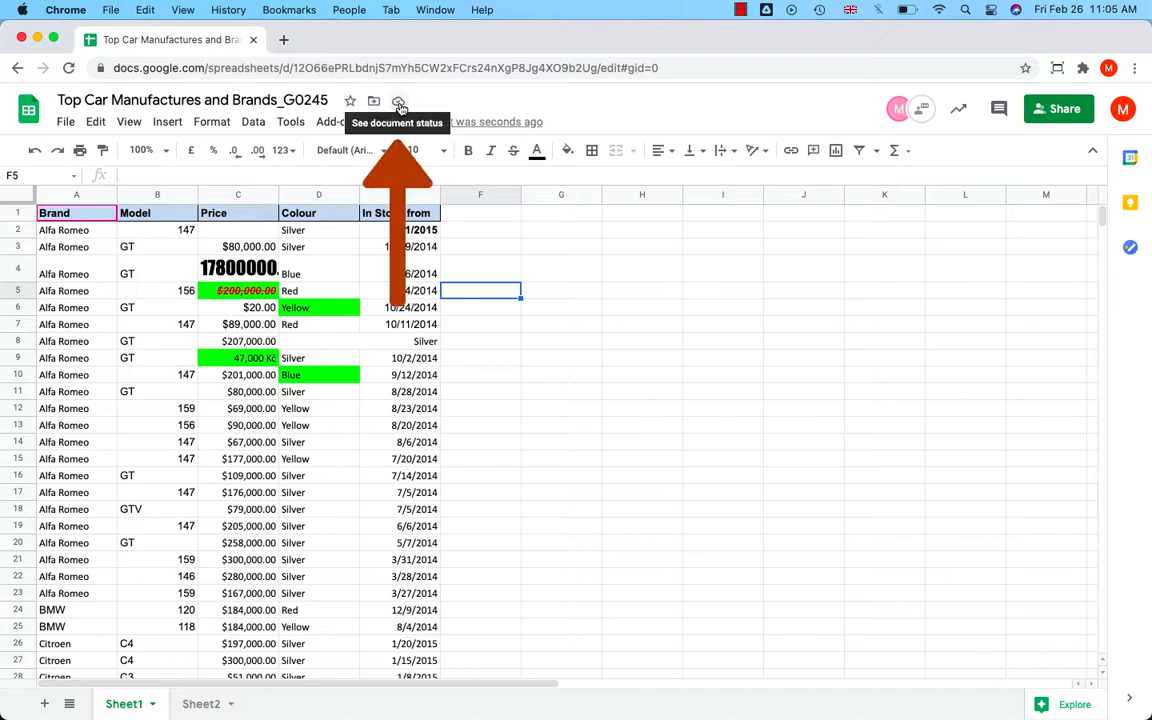 Chrome File Edit View History Bookmarks People Tab Window Help Fri Feb 26 11:05 AM
Top Car Manufactures and Bran
docs.google.com/spreadsheets/d/12O66ePRLbdnjS7mYh5CW2xFCrs24nXgP8Jg4XO9b2Ug/edit#gid=0 M
Top Car Manufactures and Brands_G0245 M Share M
File Edit View Insert Format Data Tools Add-o was seconds ago
See document status
100% £ % .0 .00 123 Default (Ari... 10 B I S A
F5 fx
A B C D F G H I J K L M
1 Brand Model Price Colour In Sto from
2 Alfa Romeo 147 Silver 1/2015
3 Alfa Romeo GT $80,000.00 Silver 1 9/2014
4 Alfa Romeo GT 17800000. Blue 6/2014
5 Alfa Romeo 156 $200,000.00 Red 4/2014
6 Alfa Romeo GT $20.00 Yellow 10/24/2014
7 Alfa Romeo 147 $89,000.00 Red 10/11/2014
8 Alfa Romeo GT $207,000.00 Silver
9 Alfa Romeo GT 47,000 Kč Silver 10/2/2014
10 Alfa Romeo 147 $201,000.00 Blue 9/12/2014
11 Alfa Romeo GT $80,000.00 Silver 8/28/2014
12 Alfa Romeo 159 $69,000.00 Yellow 8/23/2014
13 Alfa Romeo 156 $90,000.00 Yellow 8/20/2014
14 Alfa Romeo 147 $67,000.00 Silver 8/6/2014
15 Alfa Romeo 147 $177,000.00 Yellow 7/20/2014
16 Alfa Romeo GT $109,000.00 Silver 7/14/2014
17 Alfa Romeo 147 $176,000.00 Silver 7/5/2014
18 Alfa Romeo GTV $79,000.00 Silver 7/5/2014
19 Alfa Romeo 147 $205,000.00 Silver 6/6/2014
20 Alfa Romeo GT $258,000.00 Silver 5/7/2014
21 Alfa Romeo 159 $300,000.00 Silver 3/31/2014
22 Alfa Romeo 146 $280,000.00 Silver 3/28/2014
23 Alfa Romeo 159 $167,000.00 Silver 3/27/2014
24 BMW 120 $184,000.00 Red 12/9/2014
25 BMW 118 $184,000.00 Yellow 8/4/2014
26 Citroen C4 $197,000.00 Silver 1/20/2015
27 Citroen C4 $300,000.00 Silver 1/15/2015
28 Citroen C3 $51,000.00 Silver 1/8/2015
Sheet1 Sheet2 Explore